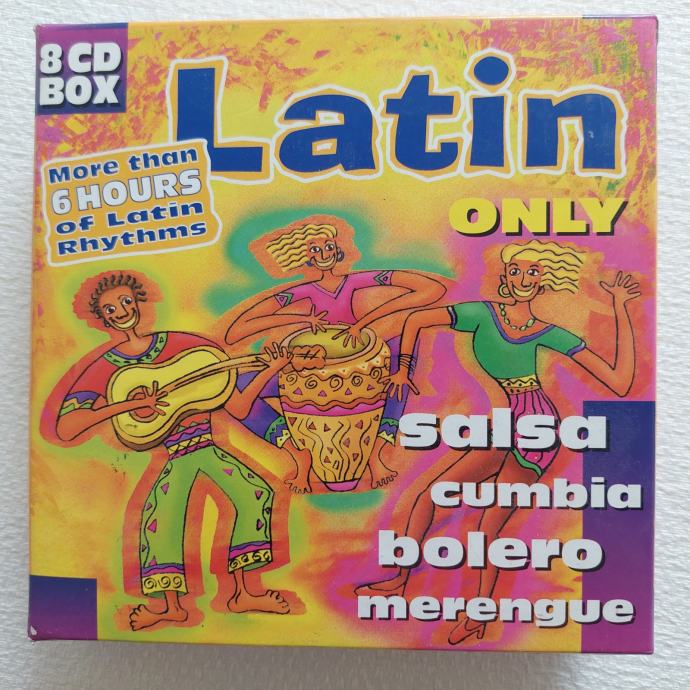 8 CD
BOX
Latin
ONLY
More than
6 HOURS
of Latin
Rhythms
salsa
cumbia
bolero
merengue